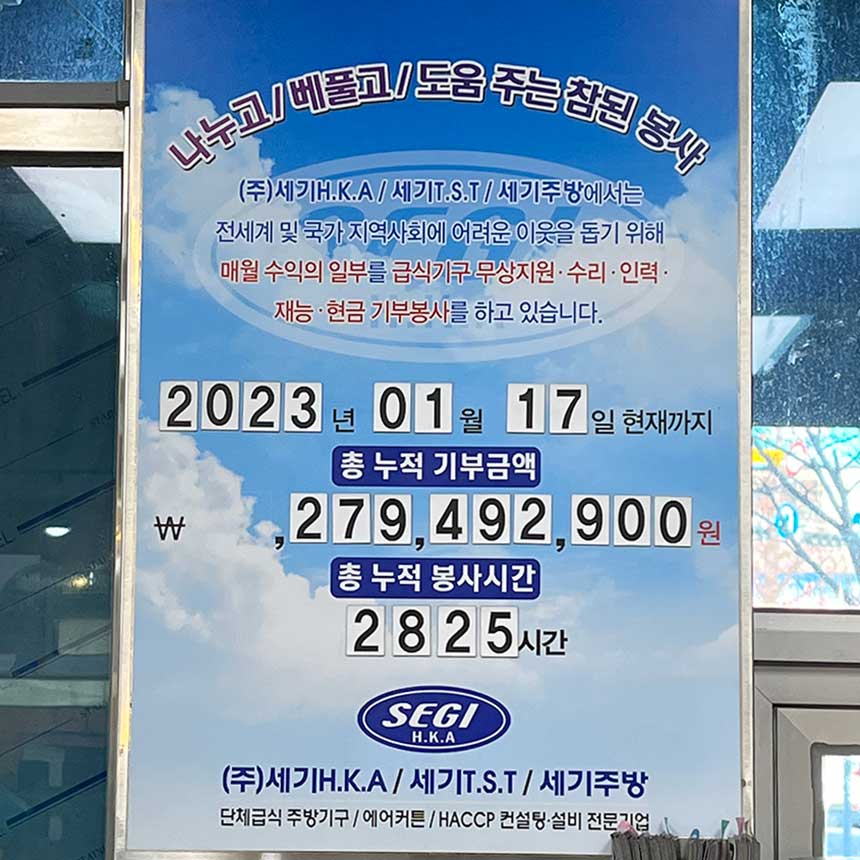 나누고/베풀고/도움 주는 참된 봉사
(주)세기H.K.A / 세기T.S.T / 세기주방에서는
전세계 및 국가 지역사회에 어려운 이웃을 돕기 위해
매월 수익의 일부를 급식기구 무상지원·수리·인력·
재능·현금 기부봉사를 하고 있습니다.
2023년 01월 17일 현재까지
총 누적 기부금액
₩ ,279,492,900원
총 누적 봉사시간
2825시간
SEGI
H.K.A
(주)세기H.K.A / 세기T.S.T / 세기주방
단체급식 주방기구 / 에어커튼 / HACCP 컨설팅·설비 전문기업